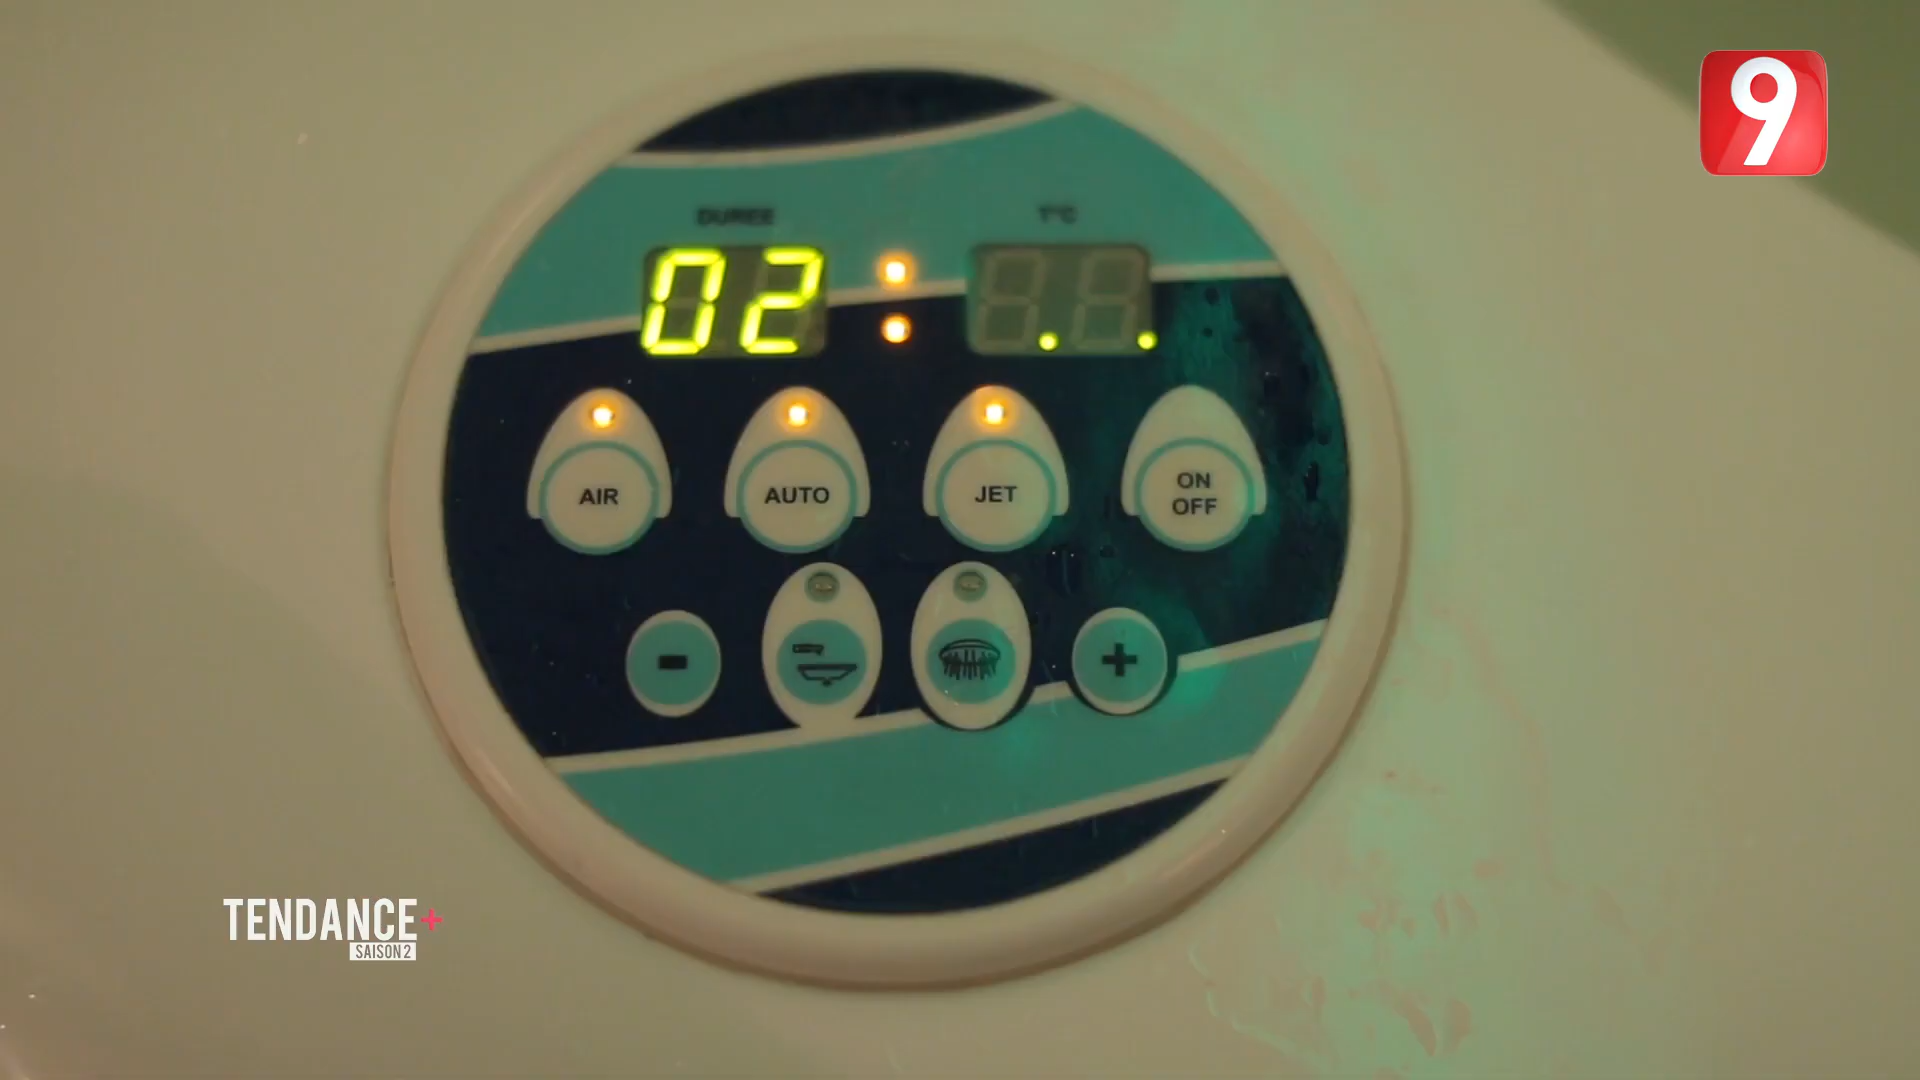 9
DUREE
T°C
02
. .
AIR
AUTO
JET
ON
OFF
-
+
TENDANCE+
SAISON 2